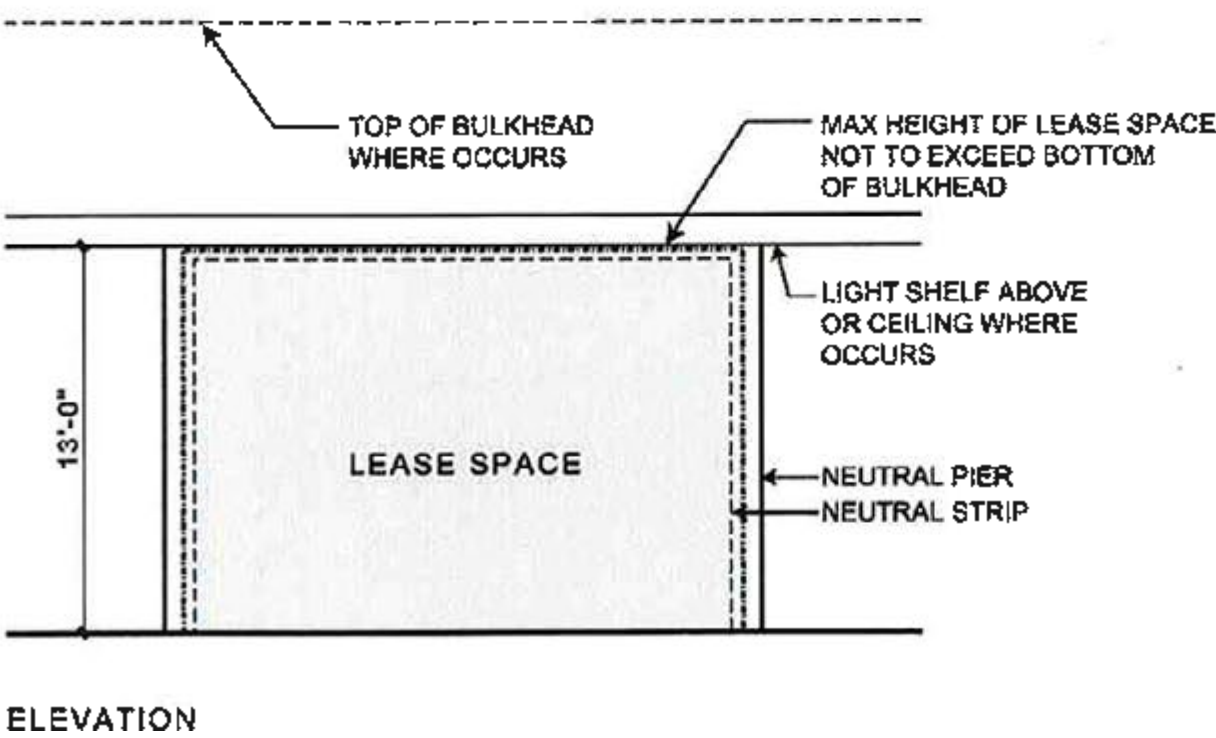 TOP OF BULKHEAD
WHERE OCCURS
MAX HEIGHT OF LEASE SPACE
NOT TO EXCEED BOTTOM
OF BULKHEAD
LIGHT SHELF ABOVE
OR CEILING WHERE
OCCURS
13'-0"
LEASE SPACE
NEUTRAL PIER
NEUTRAL STRIP
ELEVATION